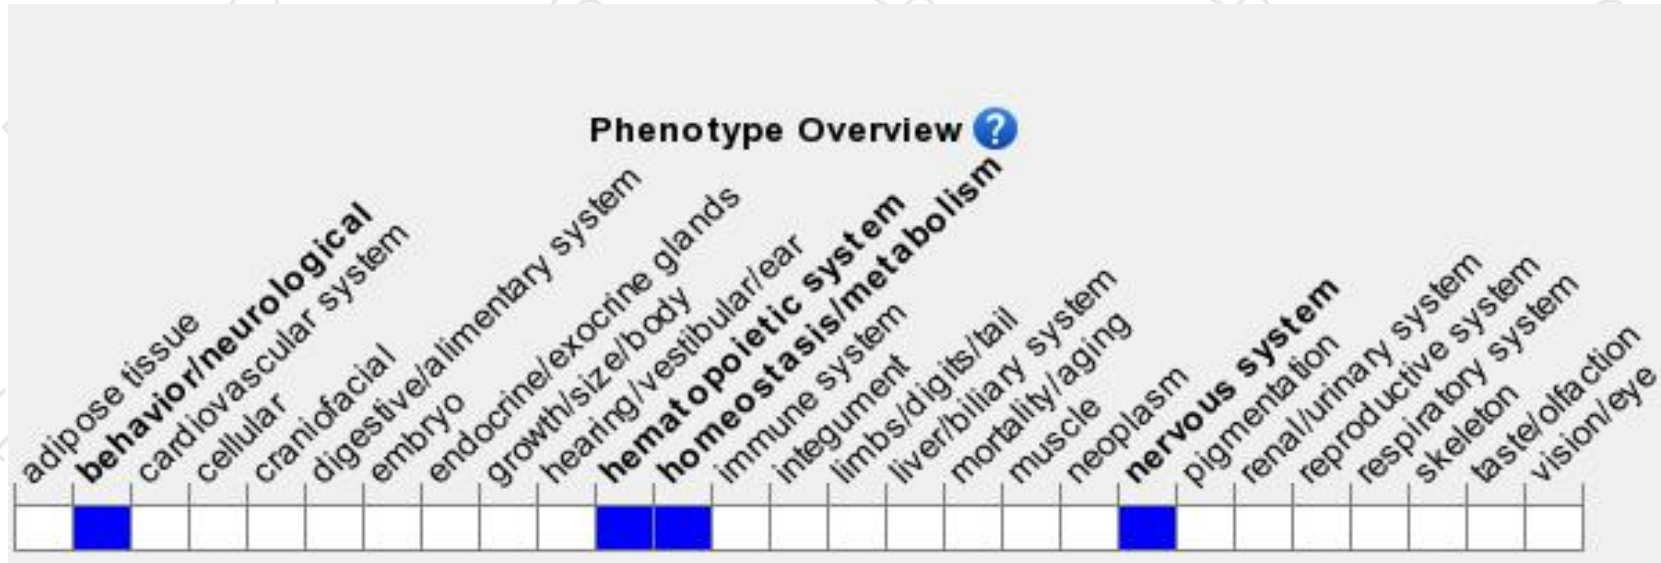 Phenotype Overview ?
adipose tissue
behavior/neurological
cardiovascular system
cellular
craniofacial
digestive/alimentary system
embryo
endocrine/exocrine glands
growth/size/body
hearing/vestibular/ear
hematopoietic system
homeostasis/metabolism
immune system
integument
limbs/digits/tail
liver/biliary system
mortality/aging
muscle
neoplasm
nervous system
pigmentation
renal/urinary system
reproductive system
respiratory system
skeleton
taste/olfaction
vision/eye